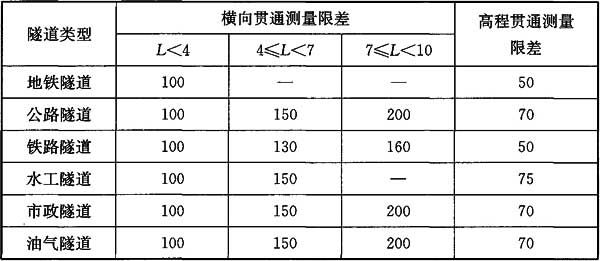 隧道类型 横向贯通测量限差 高程贯通测量限差
L<4 4≤L<7 7≤L<10
地铁隧道 100 — — 50
公路隧道 100 150 200 70
铁路隧道 100 130 160 50
水工隧道 100 150 — 75
市政隧道 100 150 200 70
油气隧道 100 150 200 70